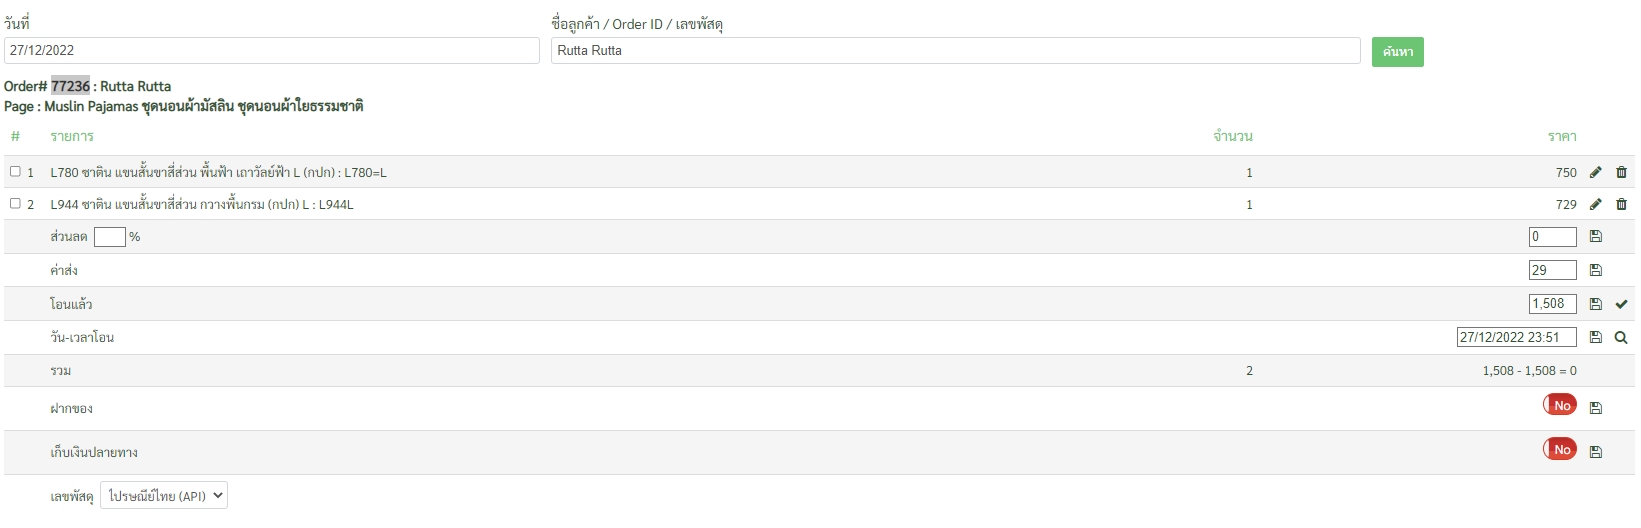 วันที่ ชื่อลูกค้า / Order ID / เลขพัสดุ
27/12/2022 Rutta Rutta ค้นหา
Order# 77236 : Rutta Rutta
Page : Muslin Pajamas ชุดนอนผ้ามัสลิน ชุดนอนผ้าใยธรรมชาติ
# รายการ จำนวน ราคา
1 L780 ซาติน แขนสั้นขาสี่ส่วน พื้นฟ้า เถาวัลย์ฟ้า L (กปก) : L780=L 1 750
2 L944 ซาติน แขนสั้นขาสี่ส่วน กวางพื้นกรม (กปก) L : L944L 1 729
ส่วนลด % 0
ค่าส่ง 29
โอนแล้ว 1,508
วัน-เวลาโอน 27/12/2022 23:51
รวม 2 1,508 - 1,508 = 0
ฝากของ No
เก็บเงินปลายทาง No
เลขพัสดุ ไปรษณีย์ไทย (API)